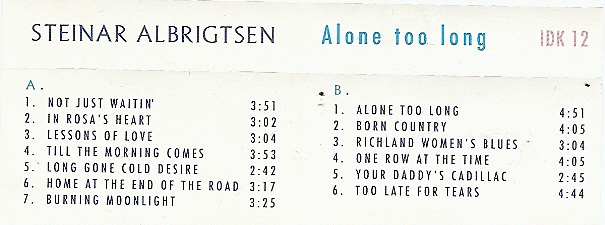 STEINAR ALBRIGTSEN Alone too long IDK 12
A.
1. NOT JUST WAITIN' 3:51
2. IN ROSA'S HEART 3:02
3. LESSONS OF LOVE 3:04
4. TILL THE MORNING COMES 3:53
5. LONG GONE COLD DESIRE 2:42
6. HOME AT THE END OF THE ROAD 3:17
7. BURNING MOONLIGHT 3:25
B.
1. ALONE TOO LONG 4:51
2. BORN COUNTRY 4:05
3. RICHLAND WOMEN'S BLUES 3:04
4. ONE ROW AT THE TIME 4:05
5. YOUR DADDY'S CADILLAC 2:45
6. TOO LATE FOR TEARS 4:44